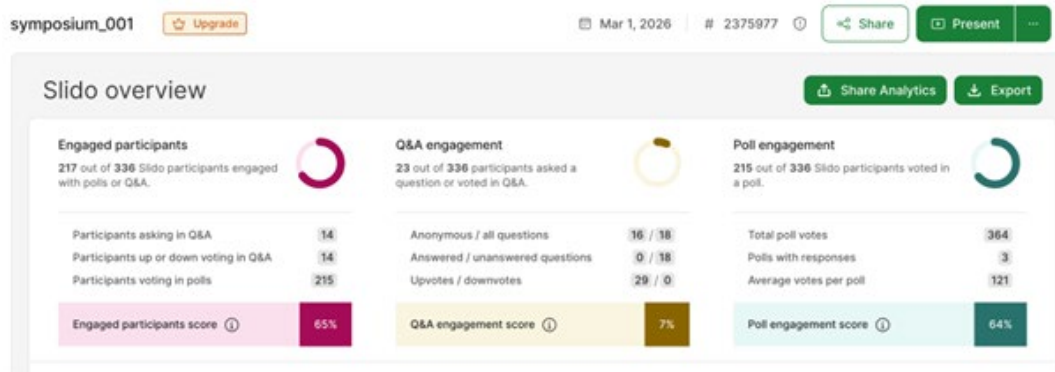 symposium_001
Upgrade
Mar 1, 2026
# 2375977
Share
Present
Slido overview
Share Analytics
Export
Engaged participants
217 out of 336 Slido participants engaged
with polls or Q&A.
Participants asking in Q&A 14
Participants up or down voting in Q&A 14
Participants voting in polls 215
Engaged participants score 65%
Q&A engagement
23 out of 336 participants asked a
question or voted in Q&A.
Anonymous / all questions 16 / 18
Answered / unanswered questions 0 / 18
Upvotes / downvotes 29 / 0
Q&A engagement score 7%
Poll engagement
215 out of 336 Slido participants voted in
a poll.
Total poll votes 364
Polls with responses 3
Average votes per poll 121
Poll engagement score 64%